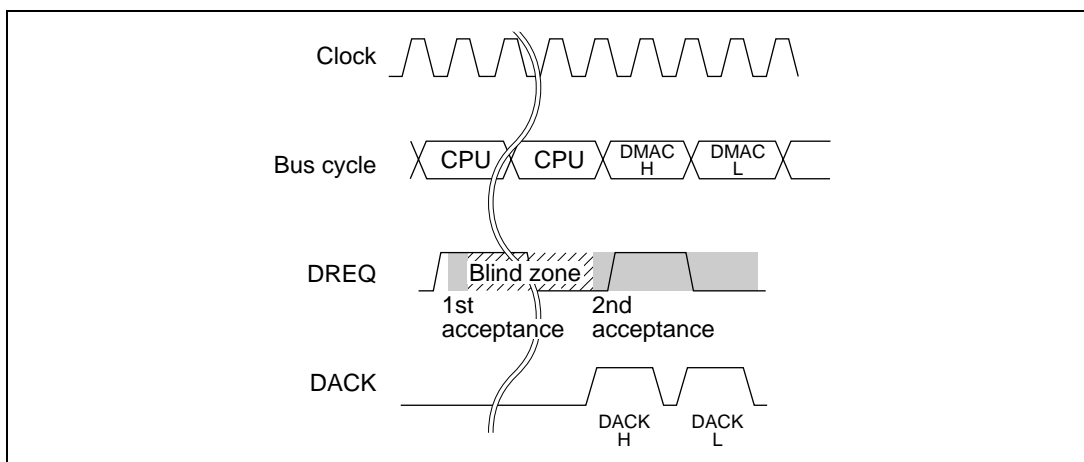 Clock
Bus cycle
CPU
CPU
DMAC
H
DMAC
L
DREQ
Blind zone
1st
acceptance
2nd
acceptance
DACK
DACK
H
DACK
L